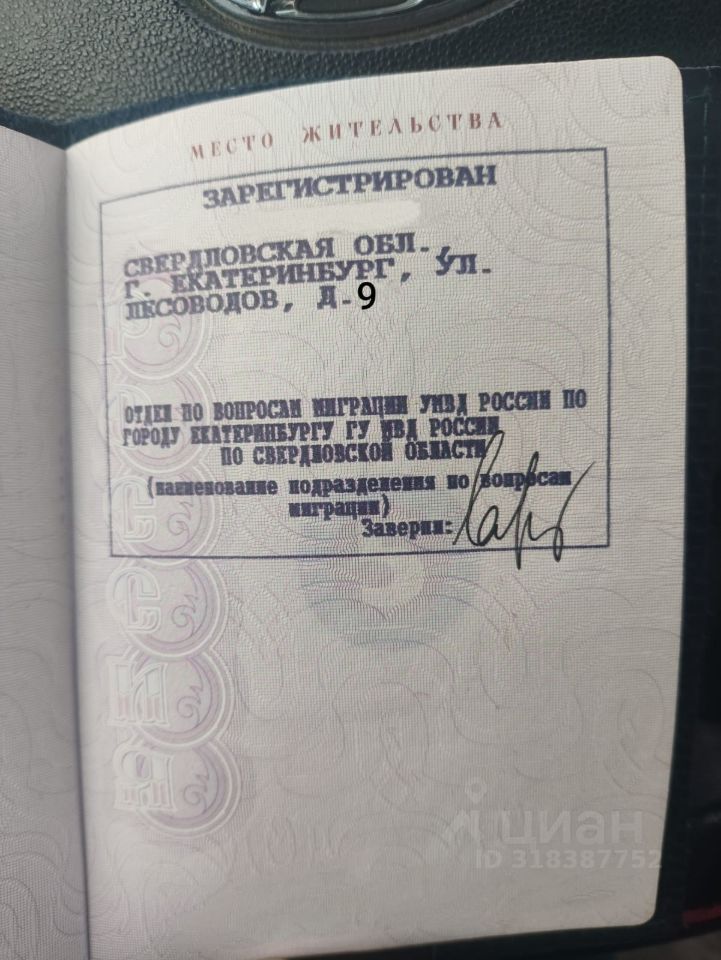 МЕСТО ЖИТЕЛЬСТВА
ЗАРЕГИСТРИРОВАН
СВЕРДЛОВСКАЯ ОБЛ.,
Г. ЕКАТЕРИНБУРГ, УЛ.
ЛЕСОВОДОВ, Д.9
ОТДЕЛ ПО ВОПРОСАМ МИГРАЦИИ УМВД РОССИИ ПО
ГОРОДУ ЕКАТЕРИНБУРГУ ГУ МВД РОССИИ
ПО СВЕРДЛОВСКОЙ ОБЛАСТИ
(наименование подразделения по вопросам
миграции)
Заверил:
циан
ID 318387752